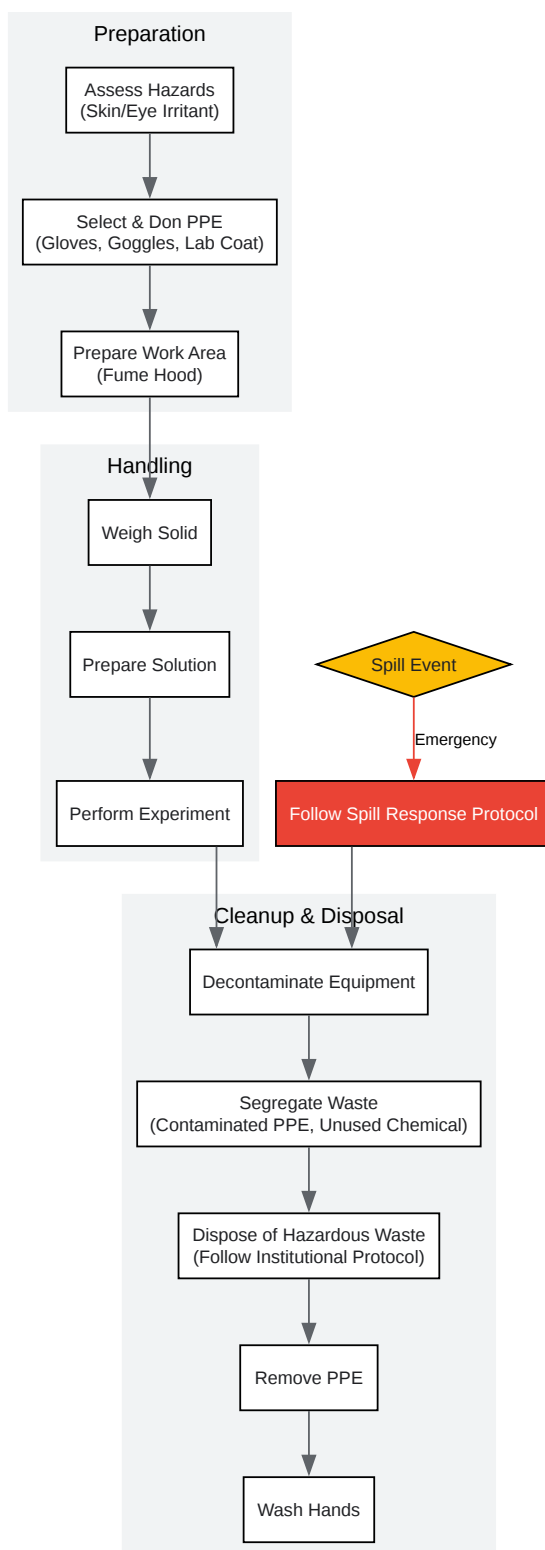 Preparation
Assess Hazards
(Skin/Eye Irritant)
Select & Don PPE
(Gloves, Goggles, Lab Coat)
Prepare Work Area
(Fume Hood)
Handling
Weigh Solid
Prepare Solution
Spill Event
Emergency
Perform Experiment
Follow Spill Response Protocol
Cleanup & Disposal
Decontaminate Equipment
Segregate Waste
(Contaminated PPE, Unused Chemical)
Dispose of Hazardous Waste
(Follow Institutional Protocol)
Remove PPE
Wash Hands